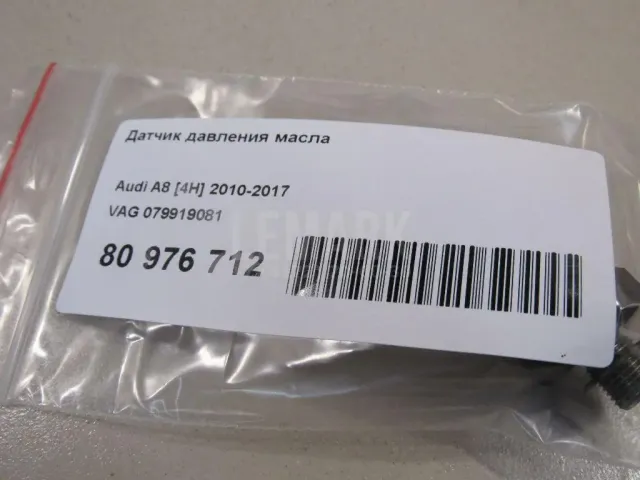 Датчик давления масла
Audi A8 [4H] 2010-2017
VAG 079919081
LEMARK
80 976 712